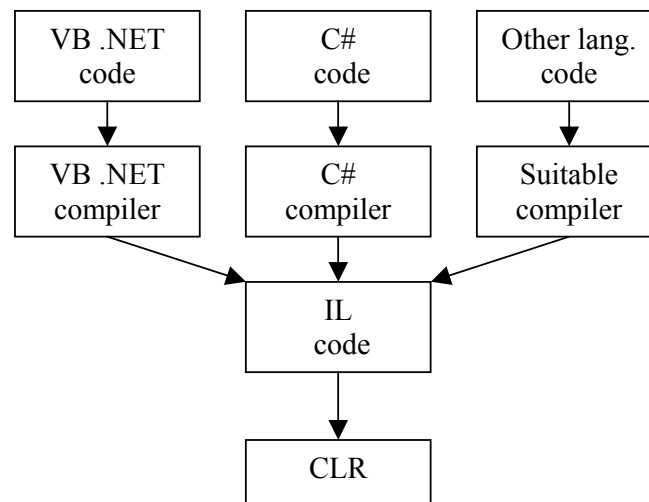 VB .NET
code
C#
code
Other lang.
code
VB .NET
compiler
C#
compiler
Suitable
compiler
IL
code
CLR